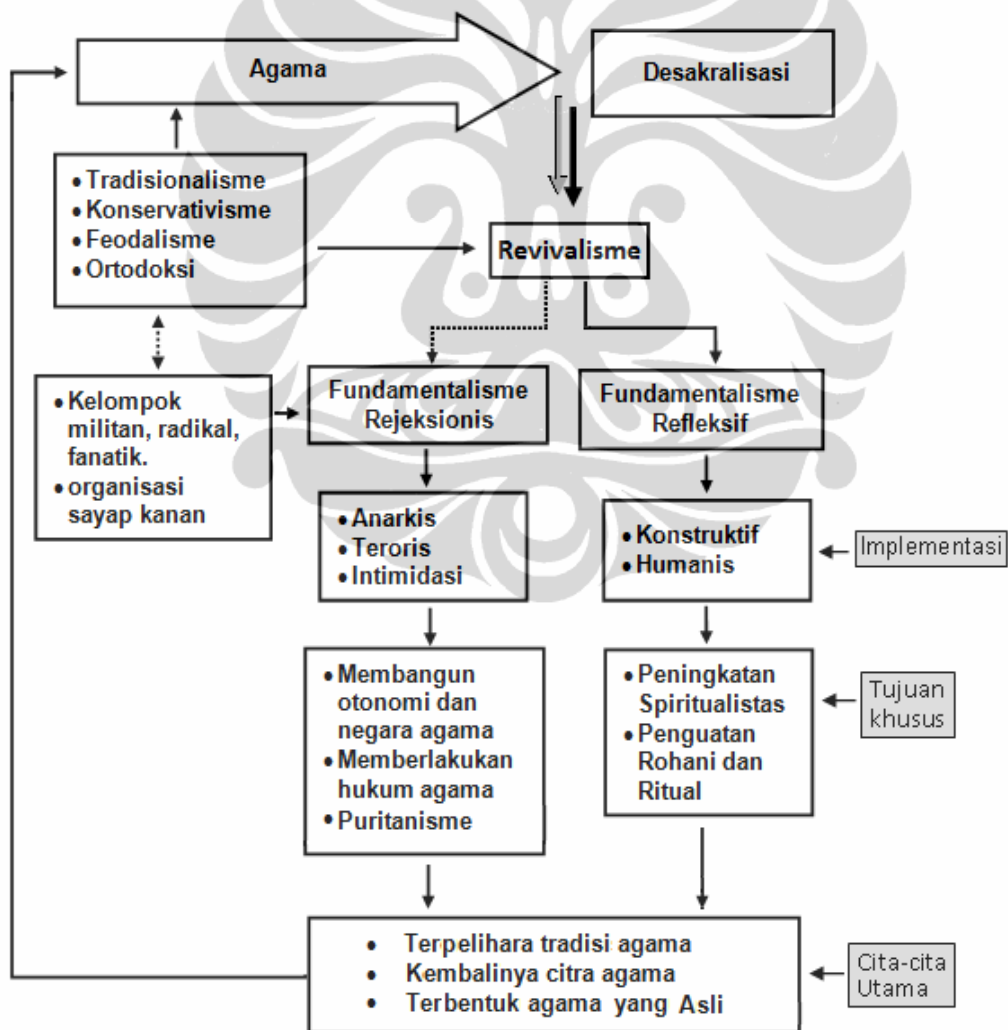 Agama
Desakralisasi
• Tradisionalisme
• Konservativisme
• Feodalisme
• Ortodoksi
Revivalisme
• Kelompok
militan, radikal,
fanatik.
• organisasi
sayap kanan
Fundamentalisme
Rejeksionis
Fundamentalisme
Refleksif
• Anarkis
• Teroris
• Intimidasi
• Konstruktif
• Humanis
Implementasi
• Membangun
otonomi dan
negara agama
• Memberlakukan
hukum agama
• Puritanisme
• Peningkatan
Spiritualistas
• Penguatan
Rohani dan
Ritual
Tujuan
khusus
• Terpelihara tradisi agama
• Kembalinya citra agama
• Terbentuk agama yang Asli
Cita-cita
Utama